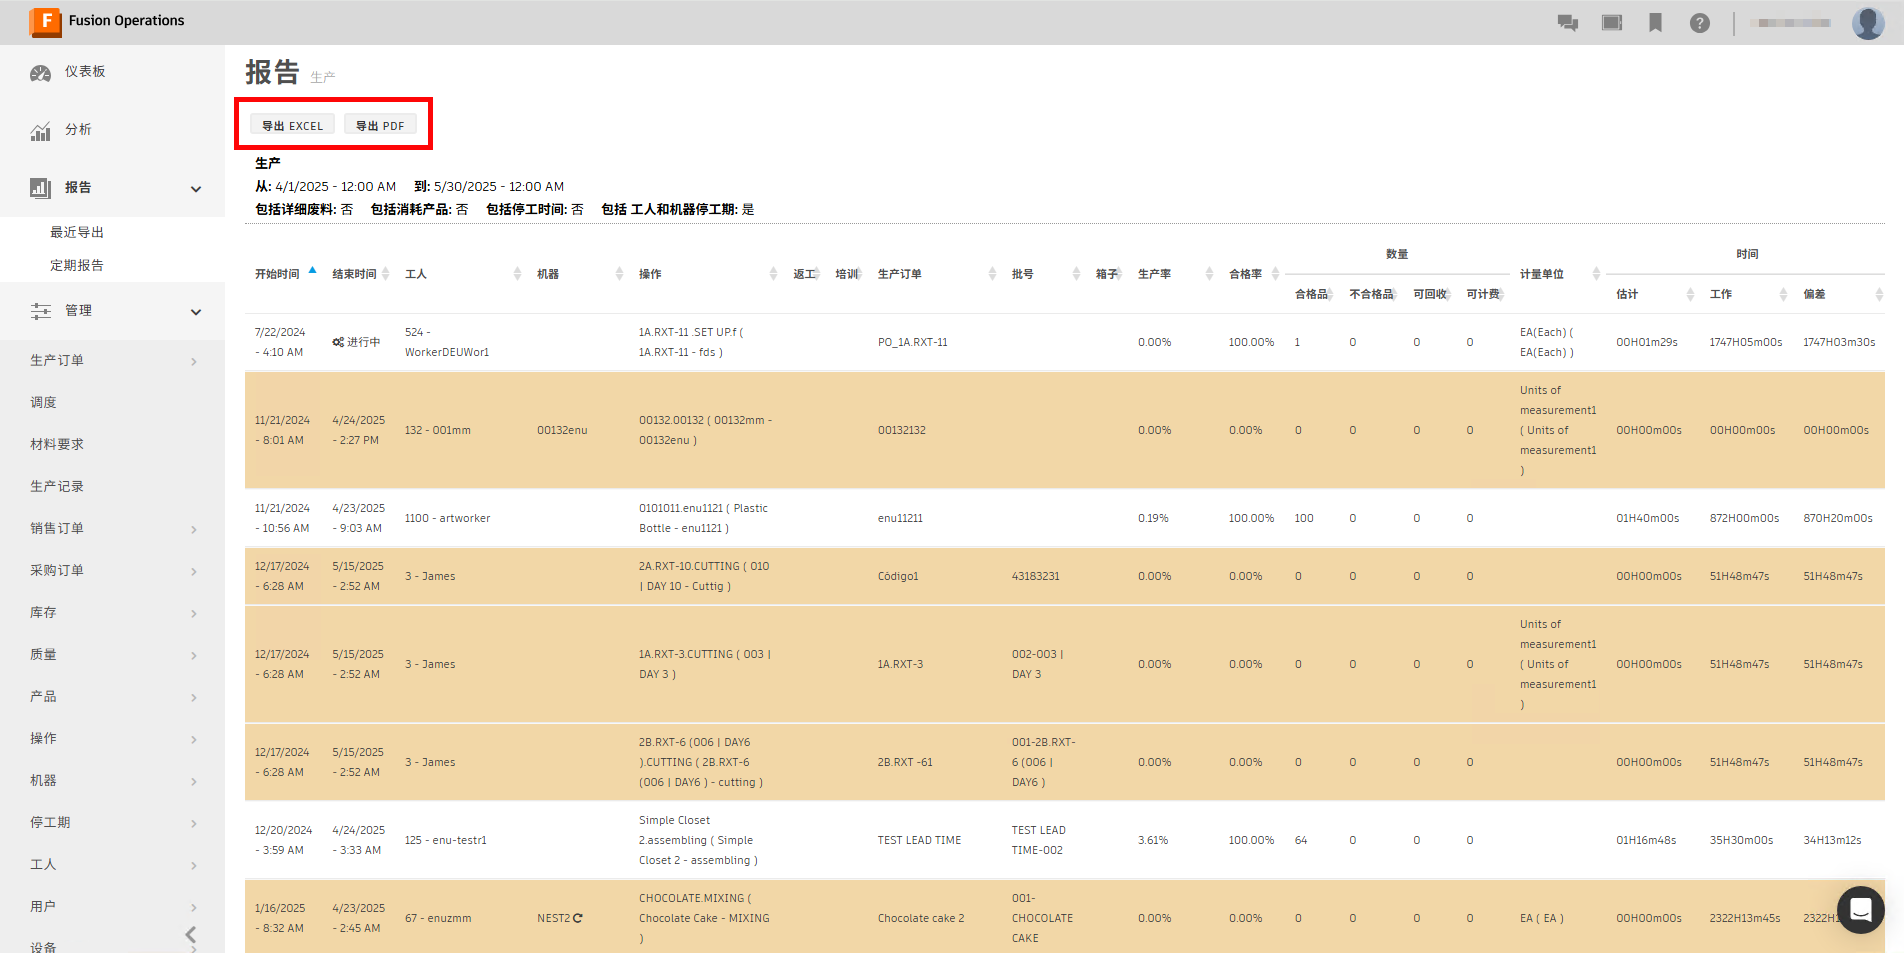 Fusion Operations
仪表板
分析
报告
最近导出
定期报告
管理
生产订单
调度
材料要求
生产记录
销售订单
采购订单
库存
质量
产品
操作
机器
停工期
工人
用户
设备
报告 生产
导出 EXCEL 导出 PDF
生产
从: 4/1/2025 - 12:00 AM 到: 5/30/2025 - 12:00 AM
包括详细废料: 否 包括消耗产品: 否 包括停工时间: 否 包括 工人和机器停工期: 是
数量 时间
开始时间 结束时间 工人 机器 操作 返工 培训 生产订单 批号 箱子 生产率 合格率 计量单位
合格品 不合格品 可回收 可计费 估计 工作 偏差
7/22/2024 524 - 1A.RXT-11 .SET UP.f ( EA(Each) (
进行中 PO_1A.RXT-11 0.00% 100.00% 1 0 0 0 00H01m29s 1747H05m00s 1747H03m30s
- 4:10 AM WorkerDEUWor1 1A.RXT-11 - fds ) EA(Each) )
Units of
measurement1
11/21/2024 4/24/2025 00132.00132 ( 00132mm -
132 - 001mm 00132enu 00132132 0.00% 0.00% 0 0 0 0 ( Units of 00H00m00s 00H00m00s 00H00m00s
- 8:01 AM - 2:27 PM 00132enu )
measurement1
)
11/21/2024 4/23/2025 0101011.enu1121 ( Plastic
1100 - artworker enu11211 0.19% 100.00% 100 0 0 0 01H40m00s 872H00m00s 870H20m00s
- 10:56 AM - 9:03 AM Bottle - enu1121 )
12/17/2024 5/15/2025 2A.RXT-10.CUTTING ( 010
3 - James Código1 43183231 0.00% 0.00% 0 0 0 0 00H00m00s 51H48m47s 51H48m47s
- 6:28 AM - 2:52 AM | DAY 10 - Cuttig )
Units of
measurement1
12/17/2024 5/15/2025 1A.RXT-3.CUTTING ( 003 | 002-003 |
3 - James 1A.RXT-3 0.00% 0.00% 0 0 0 0 ( Units of 00H00m00s 51H48m47s 51H48m47s
- 6:28 AM - 2:52 AM DAY 3 ) DAY 3
measurement1
)
2B.RXT-6 (006 | DAY6 001-2B.RXT-
12/17/2024 5/15/2025
3 - James ).CUTTING ( 2B.RXT-6 2B.RXT -61 6 (006 | 0.00% 0.00% 0 0 0 0 00H00m00s 51H48m47s 51H48m47s
- 6:28 AM - 2:52 AM
(006 | DAY6 ) - cutting ) DAY6 )
Simple Closet
12/20/2024 4/24/2025 TEST LEAD
125 - enu-testr1 2.assembling ( Simple TEST LEAD TIME 3.61% 100.00% 64 0 0 0 01H16m48s 35H30m00s 34H13m12s
- 3:59 AM - 3:33 AM TIME-002
Closet 2 - assembling )
CHOCOLATE.MIXING ( 001-
1/16/2025 4/23/2025
67 - enuzmm NEST2 Chocolate Cake - MIXING Chocolate cake 2 CHOCOLATE 0.00% 0.00% 0 0 0 0 EA ( EA ) 00H00m00s 2322H13m45s 2322H1
- 8:32 AM - 2:45 AM
) CAKE